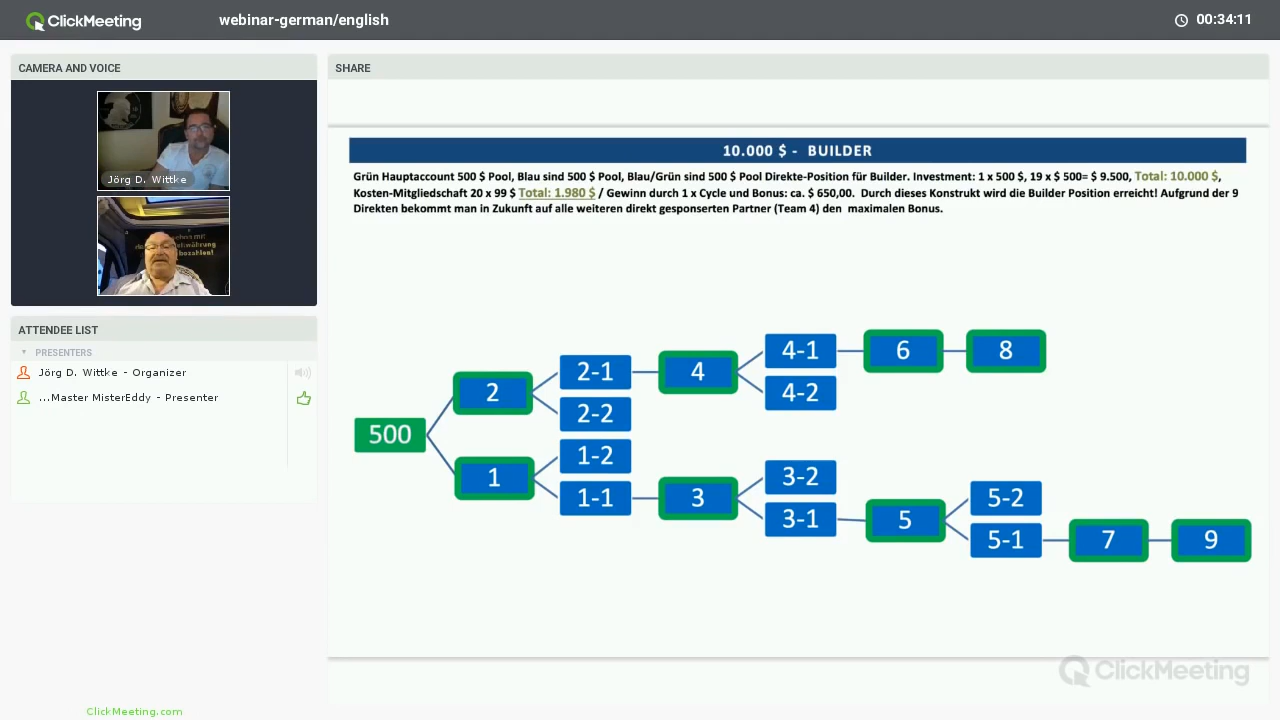 ClickMeeting
webinar-german/english
00:34:11
CAMERA AND VOICE
Jörg D. Wittke
bezahlen!
ATTENDEE LIST
PRESENTERS
Jörg D. Wittke - Organizer
...Master MisterEddy - Presenter
ClickMeeting.com
SHARE
10.000 $ - BUILDER
Grün Hauptaccount 500 $ Pool, Blau sind 500 $ Pool, Blau/Grün sind 500 $ Pool Direkte-Position für Builder. Investment: 1 x 500 $, 19 x $ 500= $ 9.500, Total: 10.000 $,
Kosten-Mitgliedschaft 20 x 99 $ Total: 1.980 $ / Gewinn durch 1 x Cycle und Bonus: ca. $ 650,00. Durch dieses Konstrukt wird die Builder Position erreicht! Aufgrund der 9
Direkten bekommt man in Zukunft auf alle weiteren direkt gesponserten Partner (Team 4) den maximalen Bonus.
500
2
1
2-1
2-2
1-2
1-1
4
3
4-1
4-2
3-2
3-1
6
5
8
5-2
5-1
7
9
ClickMeeting